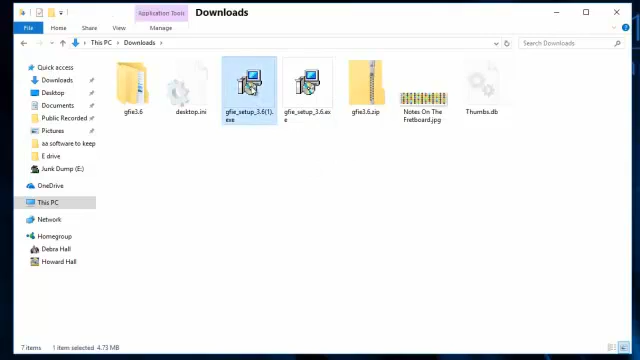 Application Tools
Downloads
File
Home
Share
View
Manage
This PC
Downloads
Search Downloads
Quick access
Downloads
Desktop
Documents
Public Recorded
Pictures
aa software to keep
E drive
Junk Dump (E:)
OneDrive
This PC
Network
Homegroup
Debra Hall
Howard Hall
gfie3.6
desktop.ini
gfie_setup_3.6(1).
exe
gfie_setup_3.6.ex
e
gfie3.6.zip
Notes On The
Fretboard.jpg
Thumbs.db
7 items
1 item selected 4.73 MB